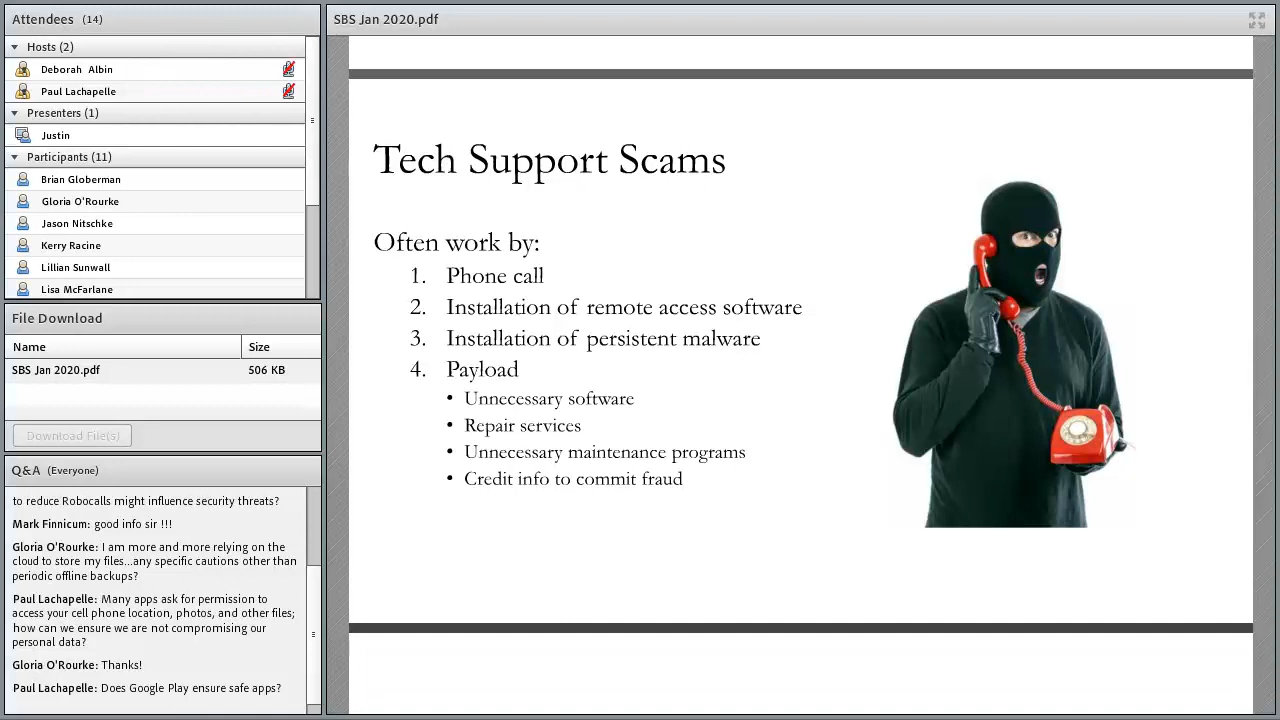 Attendees (14)
Hosts (2)
Deborah Albin
Paul Lachapelle
Presenters (1)
Justin
Participants (11)
Brian Globerman
Gloria O'Rourke
Jason Nitschke
Kerry Racine
Lillian Sunwall
Lisa McFarlane
File Download
Name Size
SBS Jan 2020.pdf 506 KB
Download File(s)
Q&A (Everyone)
to reduce Robocalls might influence security threats?
Mark Finnicum: good info sir !!!
Gloria O'Rourke: I am more and more relying on the
cloud to store my files...any specific cautions other than
periodic offline backups?
Paul Lachapelle: Many apps ask for permission to
access your cell phone location, photos, and other files;
how can we ensure we are not compromising our
personal data?
Gloria O'Rourke: Thanks!
Paul Lachapelle: Does Google Play ensure safe apps?
SBS Jan 2020.pdf
Tech Support Scams
Often work by:
1. Phone call
2. Installation of remote access software
3. Installation of persistent malware
4. Payload
• Unnecessary software
• Repair services
• Unnecessary maintenance programs
• Credit info to commit fraud